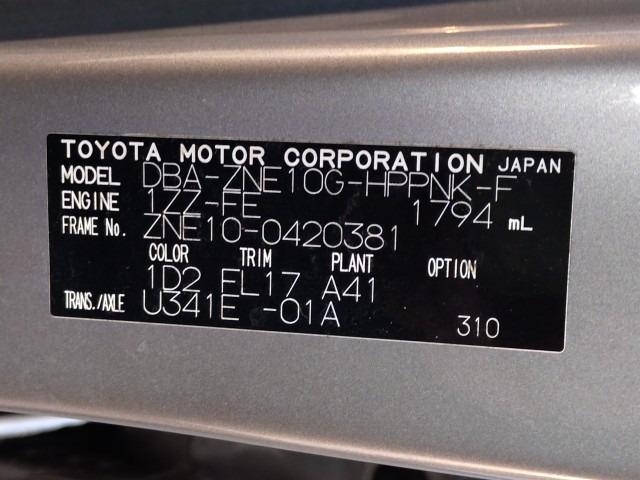 TOYOTA MOTOR CORPORATION JAPAN
MODEL DBA-ZNE10G-HPPNK-F
ENGINE 1ZZ-FE 1794 mL
FRAME No. ZNE10-0420381
COLOR TRIM PLANT OPTION
1D2 FL17 A41
TRANS./AXLE U341E -01A 310